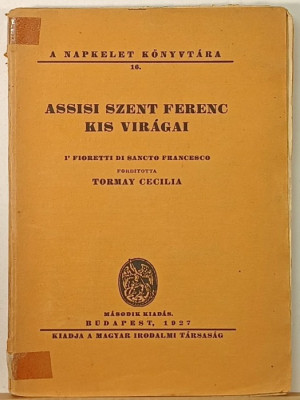 A NAPKELET KÖNYVTÁRA
16.
ASSISI SZENT FERENC
KIS VIRÁGAI
I' FIORETTI DI SANCTO FRANCESCO
FORDÍTOTTA
TORMAY CECILIA
MÁSODIK KIADÁS.
BUDAPEST, 1927
KIADJA A MAGYAR IRODALMI TÁRSASÁG